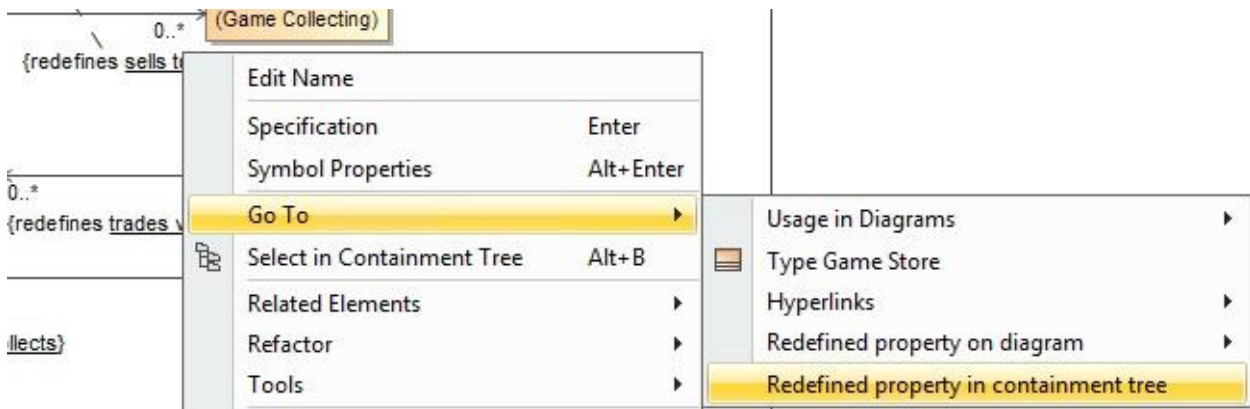 (Game Collecting)
0..*
{redefines sells
Edit Name
Specification Enter
Symbol Properties Alt+Enter
0..*
{redefines trades
Go To
Usage in Diagrams
Select in Containment Tree Alt+B
Type Game Store
Related Elements
Hyperlinks
llects}
Refactor
Redefined property on diagram
Tools
Redefined property in containment tree